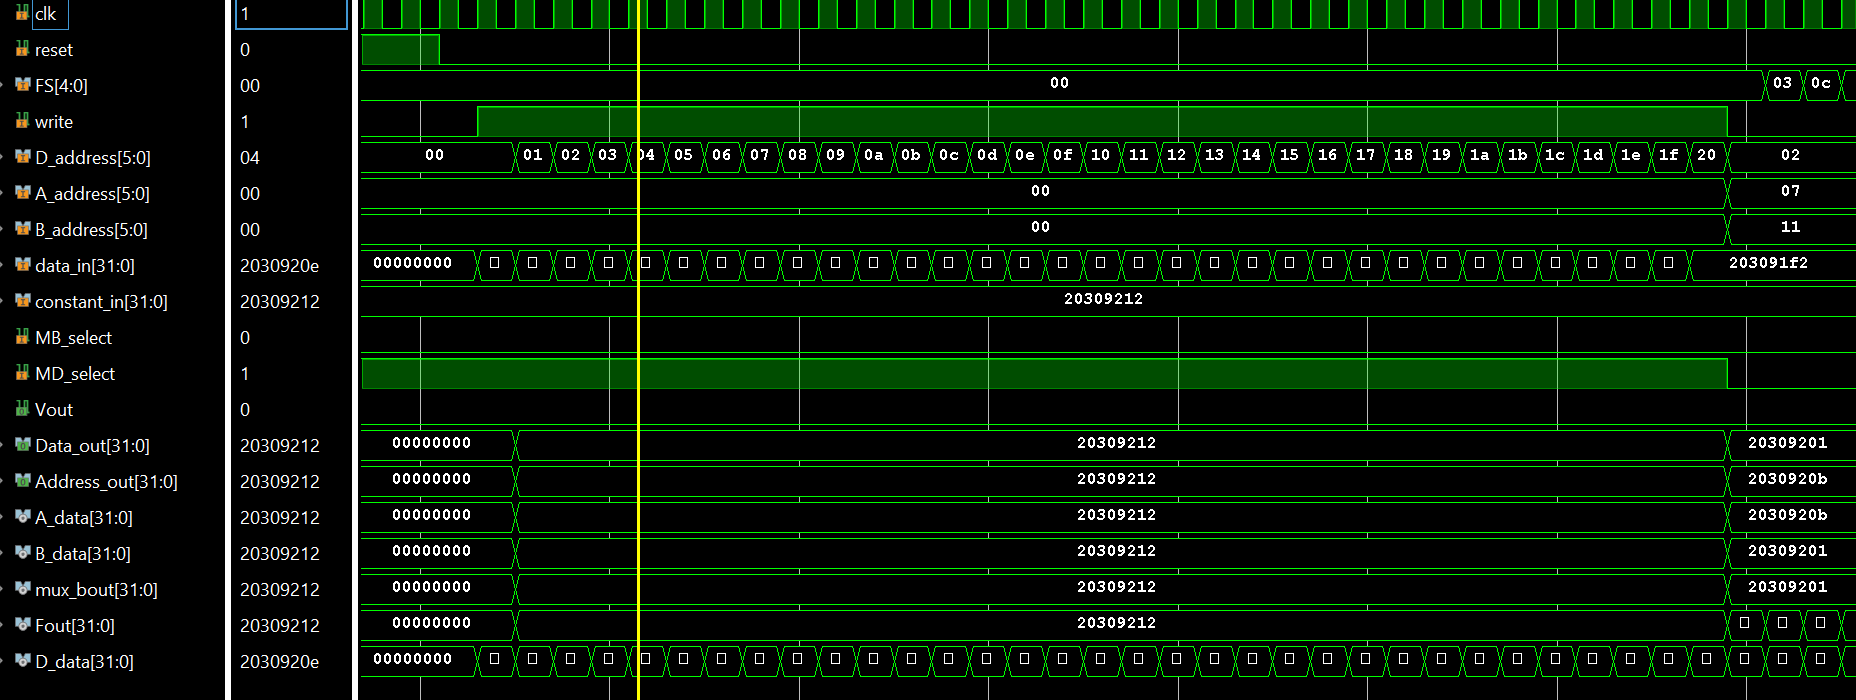 clk 1
reset 0
FS[4:0] 00 00 03 0c
write 1
D_address[5:0] 04 00 01 02 03 04 05 06 07 08 09 0a 0b 0c 0d 0e 0f 10 11 12 13 14 15 16 17 18 19 1a 1b 1c 1d 1e 1f 20 02
A_address[5:0] 00 00 07
B_address[5:0] 00 00 11
data_in[31:0] 2030920e 00000000 203091f2
constant_in[31:0] 20309212 20309212
MB_select 0
MD_select 1
Vout 0
Data_out[31:0] 20309212 00000000 20309212 20309201
Address_out[31:0] 20309212 00000000 20309212 2030920b
A_data[31:0] 20309212 00000000 20309212 2030920b
B_data[31:0] 20309212 00000000 20309212 20309201
mux_bout[31:0] 20309212 00000000 20309212 20309201
Fout[31:0] 20309212 00000000 20309212
D_data[31:0] 2030920e 00000000